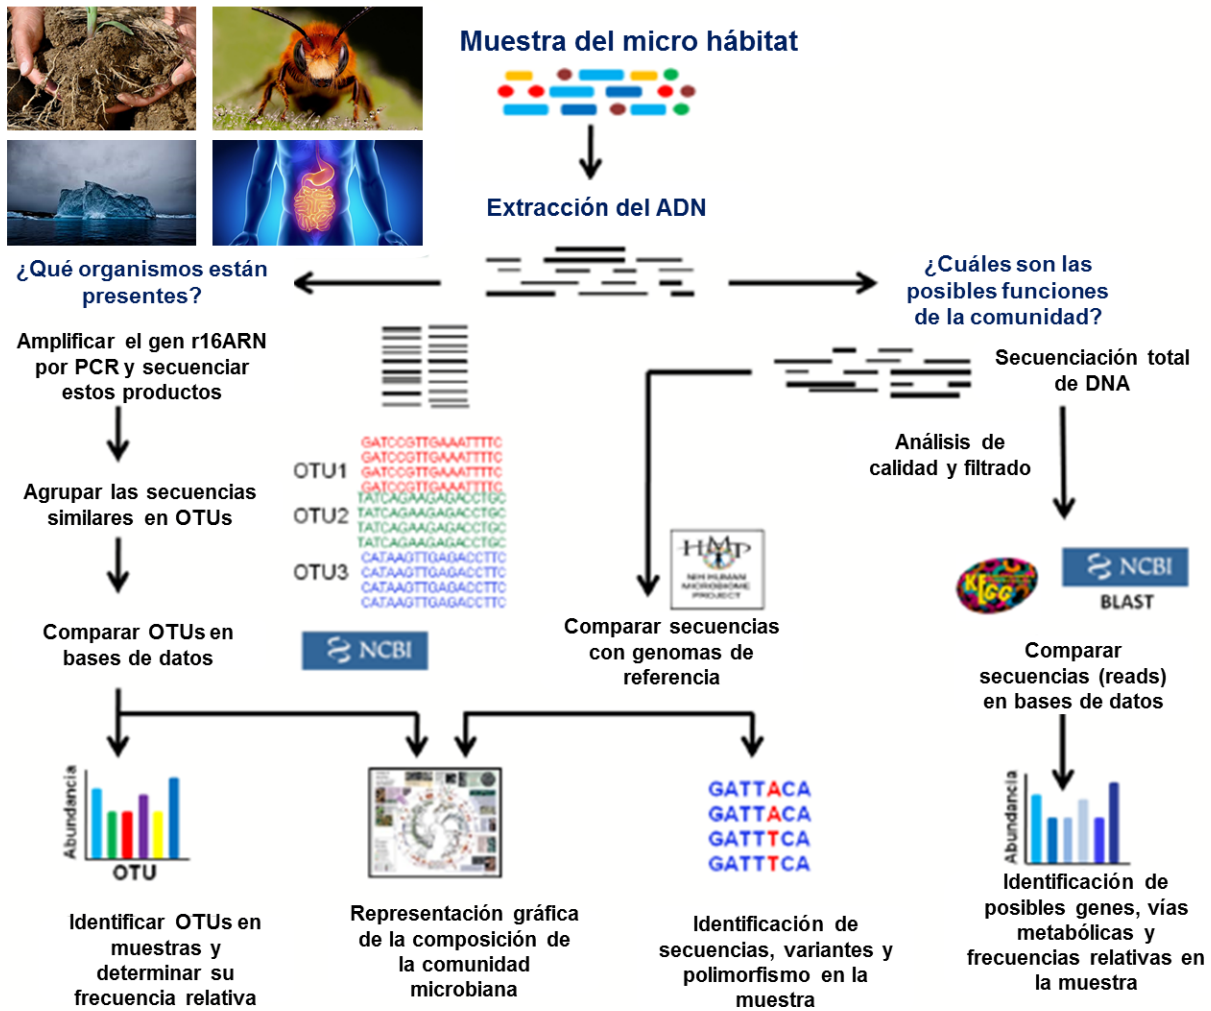 Muestra del micro hábitat
Extracción del ADN
¿Qué organismos están
presentes?
Amplificar el gen r16ARN
por PCR y secuenciar
estos productos
Agrupar las secuencias
similares en OTUs
OTU1
GATCCGTTGAAATTTTC
GATCCGTTGAAATTTTC
GATCCGTTGAAATTTTC
GATCCGTTGAAATTTTC
OTU2
TATCAGAAGAGACCTGC
TATCAGAAGAGACCTGC
TATCAGAAGAGACCTGC
TATCAGAAGAGACCTGC
OTU3
CATAAGTTGAGACCTTC
CATAAGTTGAGACCTTC
CATAAGTTGAGACCTTC
CATAAGTTGAGACCTTC
Comparar OTUs en
bases de datos
NCBI
Abundancia
OTU
Identificar OTUs en
muestras y
determinar su
frecuencia relativa
Representación gráfica
de la composición de
la comunidad
microbiana
¿Cuáles son las
posibles funciones
de la comunidad?
Secuenciación total
de DNA
HMP
NIH HUMAN
MICROBIOME
PROJECT
Comparar secuencias
con genomas de
referencia
GATTACA
GATTACA
GATTTCA
GATTTCA
Identificación de
secuencias, variantes y
polimorfismo en la
muestra
Análisis de
calidad y filtrado
KEGG
NCBI
BLAST
Comparar
secuencias (reads)
en bases de datos
Abundancia
Identificación de
posibles genes, vías
metabólicas y
frecuencias relativas en
la muestra